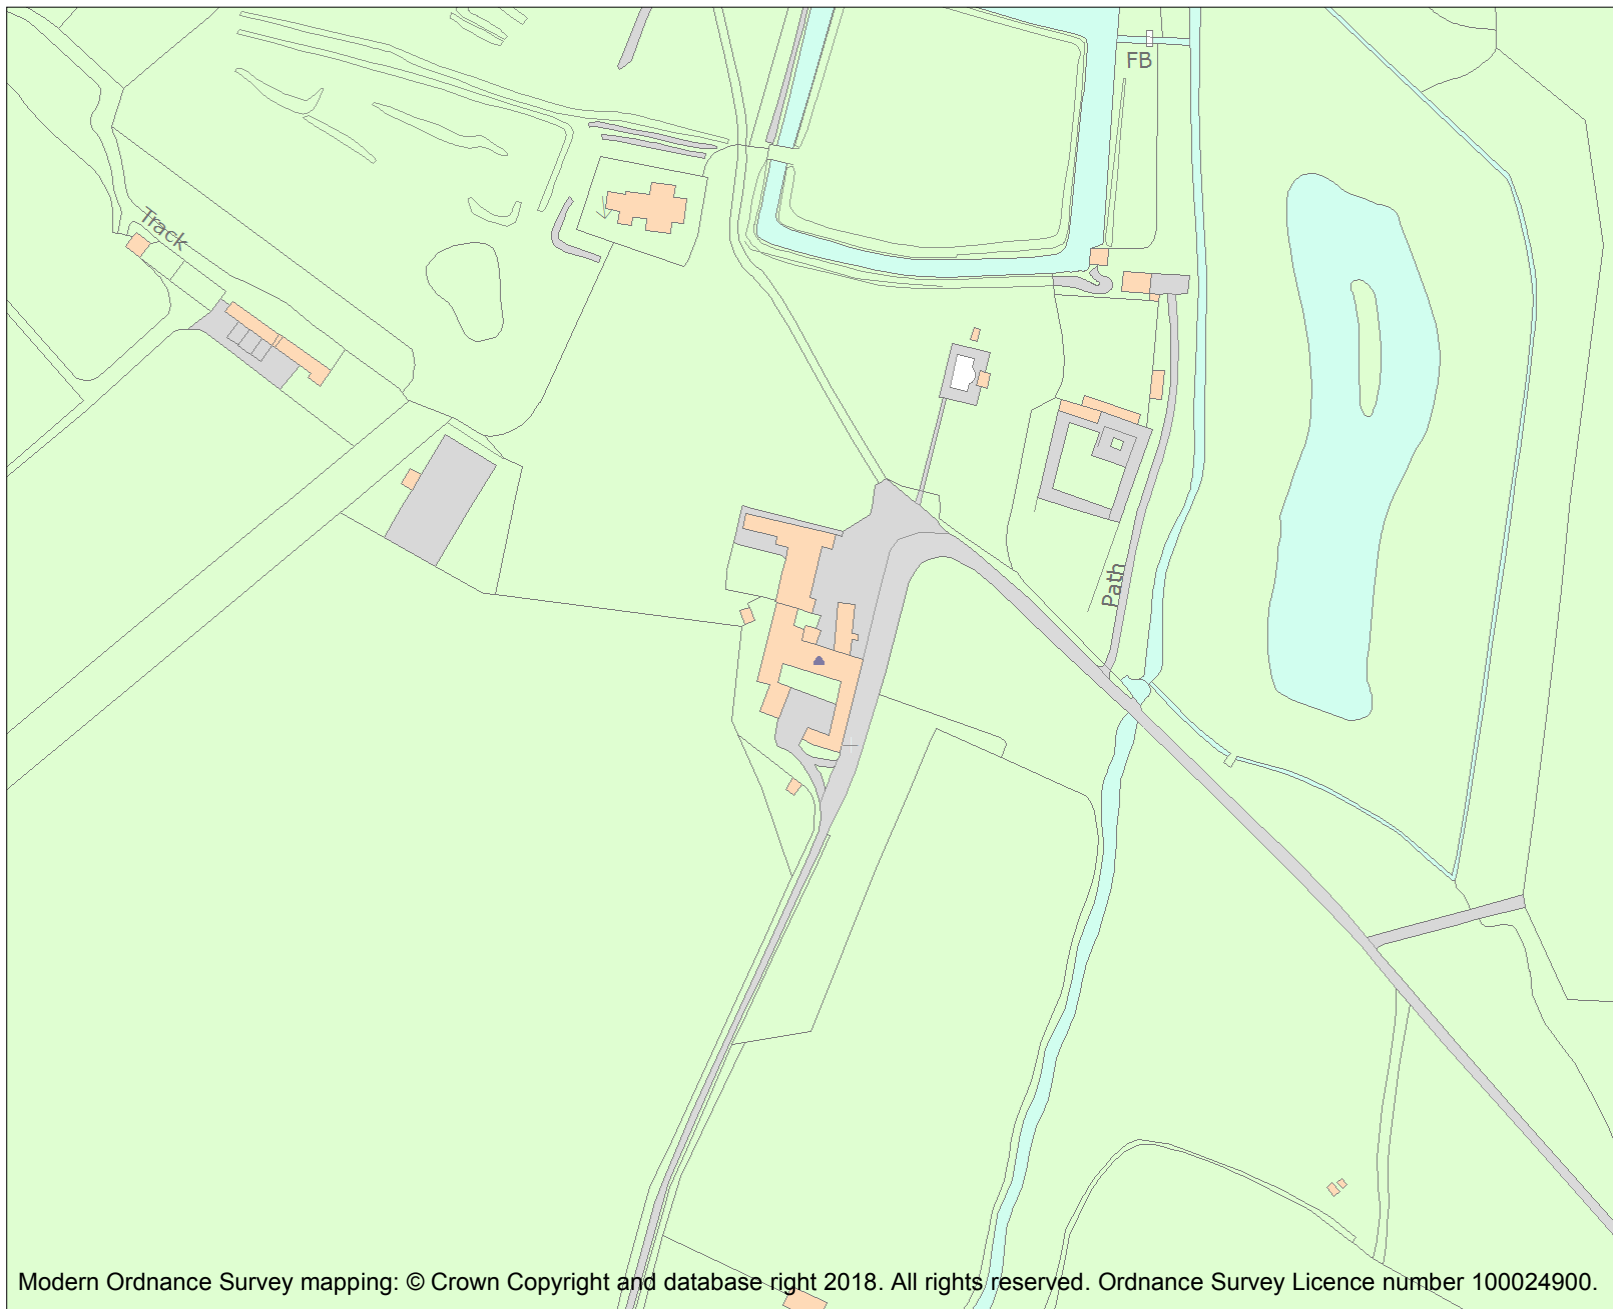 FB
Track
Path
Modern Ordnance Survey mapping: © Crown Copyright and database right 2018. All rights reserved. Ordnance Survey Licence number 100024900.